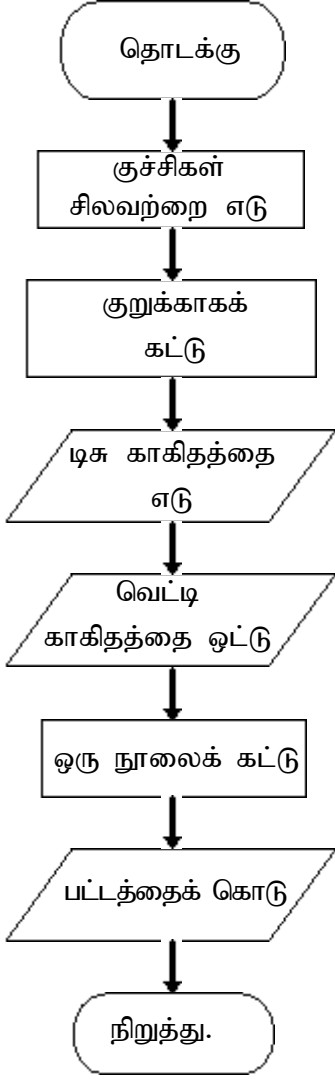 தொடக்கு
குச்சிகள்
சிலவற்றை எடு
குறுக்காகக்
கட்டு
டிசு காகிதத்தை
எடு
வெட்டி
காகிதத்தை ஒட்டு
ஒரு நூலைக் கட்டு
பட்டத்தைக் கொடு
நிறுத்து.